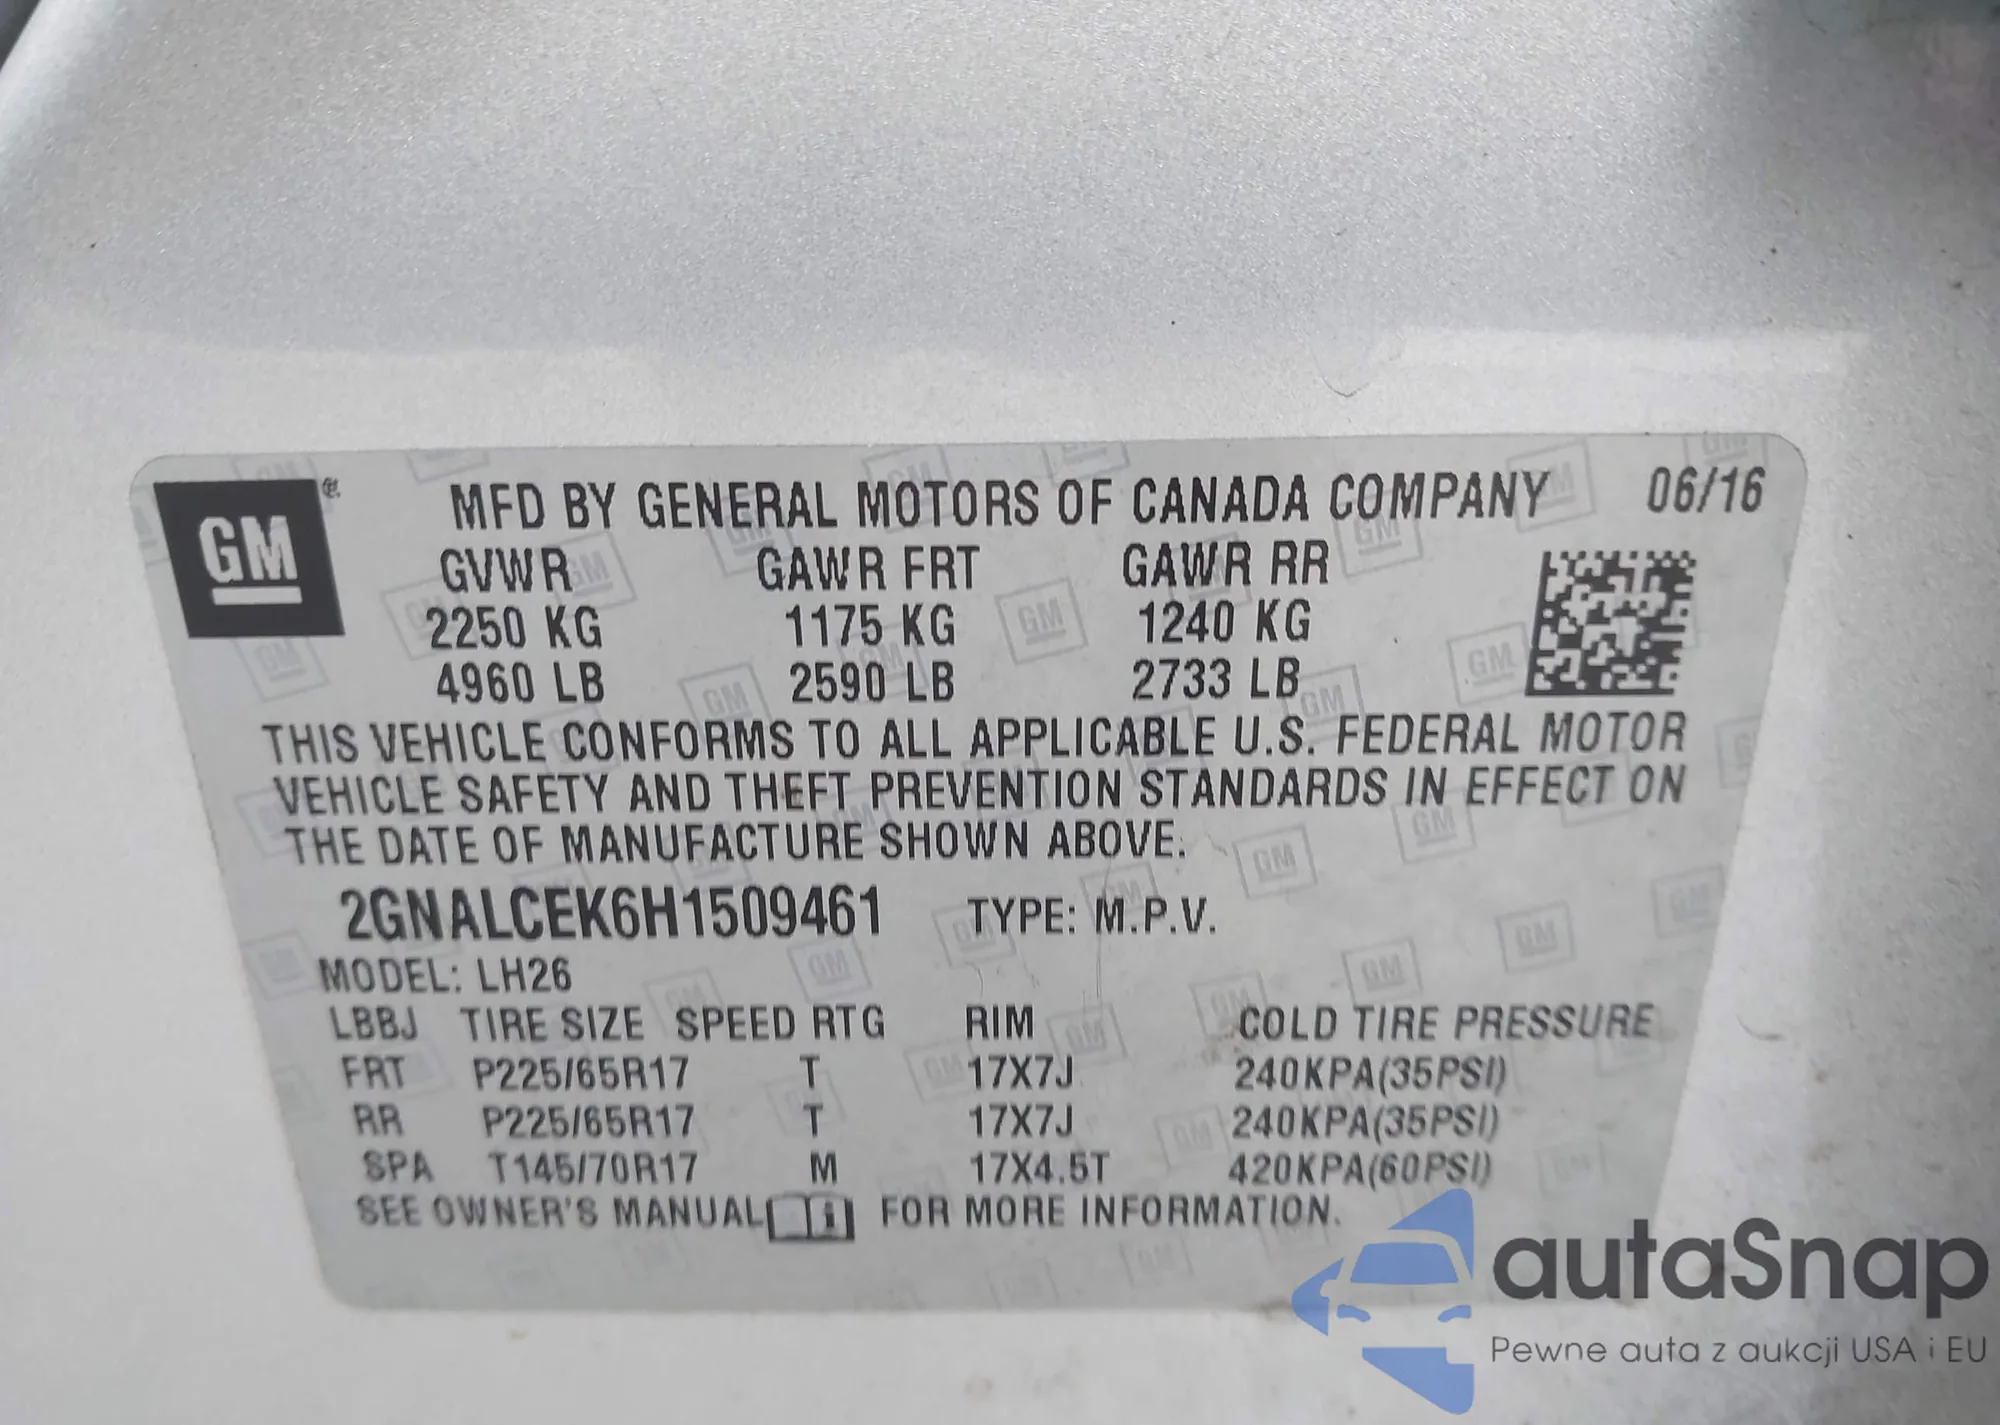 GM
MFD BY GENERAL MOTORS OF CANADA COMPANY 06/16
GVWR GAWR FRT GAWR RR
2250 KG 1175 KG 1240 KG
4960 LB 2590 LB 2733 LB
THIS VEHICLE CONFORMS TO ALL APPLICABLE U.S. FEDERAL MOTOR
VEHICLE SAFETY AND THEFT PREVENTION STANDARDS IN EFFECT ON
THE DATE OF MANUFACTURE SHOWN ABOVE.
2GNALCEK6H1509461 TYPE: M.P.V.
MODEL: LH26
LBBJ TIRE SIZE SPEED RTG RIM COLD TIRE PRESSURE
FRT P225/65R17 T 17X7J 240KPA(35PSI)
RR P225/65R17 T 17X7J 240KPA(35PSI)
SPA T145/70R17 M 17X4.5T 420KPA(60PSI)
SEE OWNER'S MANUAL FOR MORE INFORMATION.
autaSnap
Pewne auta z aukcji USA i EU